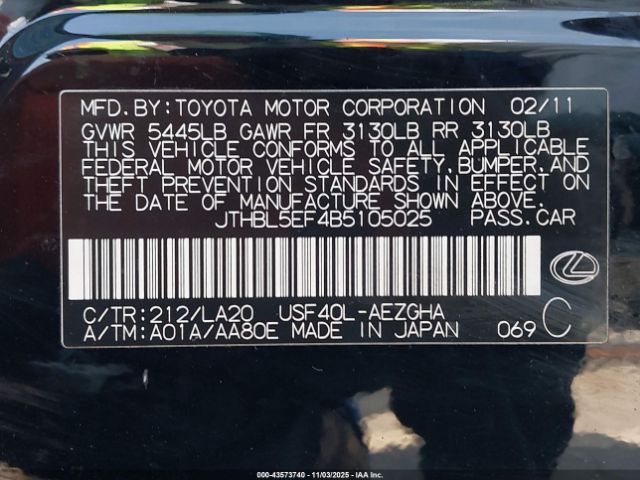 MFD.BY:TOYOTA MOTOR CORPORATION 02/11
GVWR 5445LB GAWR FR 3130LB RR 3130LB
THIS VEHICLE CONFORMS TO ALL APPLICABLE
FEDERAL MOTOR VEHICLE SAFETY,BUMPER,AND
THEFT PREVENTION STANDARDS IN EFFECT ON
THE DATE OF MANUFACTURE SHOWN ABOVE.
JTHBL5EF4B5105025 PASS.CAR
C/TR:212/LA20 USF40L-AEZGHA
A/TM:A01A/AA80E MADE IN JAPAN 069 C
000-43573740 - 11/03/2025 - IAA Inc.